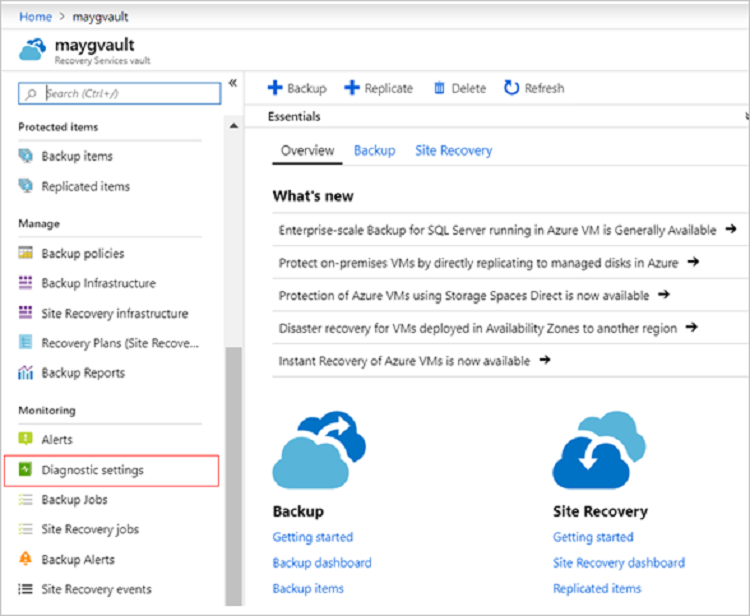 Home > maygvault
maygvault
Recovery Services vault
Search (Ctrl+/)
«
Protected items
Backup items
Replicated items
Manage
Backup policies
Backup Infrastructure
Site Recovery infrastructure
Recovery Plans (Site Recove...
Backup Reports
Monitoring
Alerts
Diagnostic settings
Backup Jobs
Site Recovery jobs
Backup Alerts
Site Recovery events
Backup Replicate Delete Refresh
Essentials
Overview Backup Site Recovery
What's new
Enterprise-scale Backup for SQL Server running in Azure VM is Generally Available →
Protect on-premises VMs by directly replicating to managed disks in Azure →
Protection of Azure VMs using Storage Spaces Direct is now available →
Disaster recovery for VMs deployed in Availability Zones to another region →
Instant Recovery of Azure VMs is now available →
Backup
Getting started
Backup dashboard
Backup items
Site Recovery
Getting started
Site Recovery dashboard
Replicated items